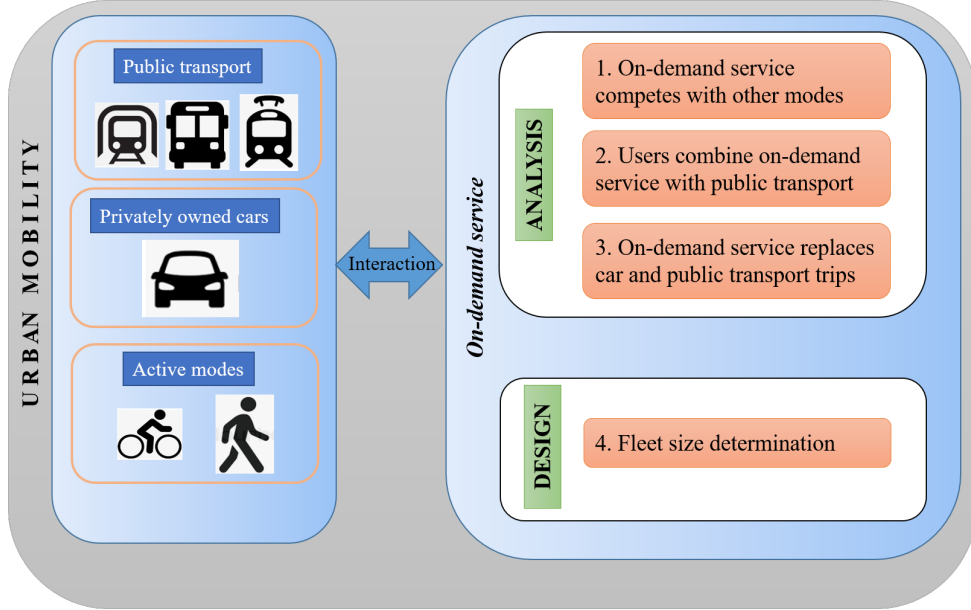 URBAN MOBILITY
Public transport
Privately owned cars
Active modes
Interaction
On-demand service
ANALYSIS
1. On-demand service
competes with other modes
2. Users combine on-demand
service with public transport
3. On-demand service replaces
car and public transport trips
DESIGN
4. Fleet size determination